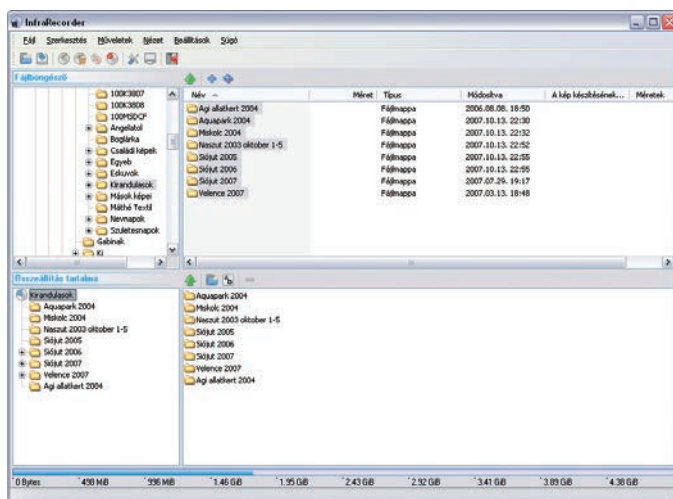 InfraRecorder
Fájl Szerkesztés Műveletek Nézet Beállítások Súgó
Fájlböngésző
100K3807
100K3808
100MSDCF
Angelatol
Boglárka
Családi képek
Egyeb
Eskuvok
Kirandulasok
Mások képei
Máthé Textil
Nevnapok
Szuletesnapok
Gabinak
Ki
Név Méret Típus Módosítva A kép készítésének... Méretek
Agi allatkert 2004 Fájlmappa 2006.08.08. 18:50
Aquapark 2004 Fájlmappa 2007.10.13. 22:30
Miskolc 2004 Fájlmappa 2007.10.13. 22:32
Naszut 2003 oktober 1-5 Fájlmappa 2007.10.13. 22:52
Siójut 2005 Fájlmappa 2007.10.13. 22:55
Siójut 2006 Fájlmappa 2007.10.13. 22:55
Siójut 2007 Fájlmappa 2007.07.29. 19:17
Velence 2007 Fájlmappa 2007.03.13. 18:48
Összeállítás tartalma
Kirandulasok
Aquapark 2004
Miskolc 2004
Naszut 2003 oktober 1-5
Siójut 2005
Siójut 2006
Siójut 2007
Velence 2007
Agi allatkert 2004
Aquapark 2004
Miskolc 2004
Naszut 2003 oktober 1-5
Siójut 2005
Siójut 2006
Siójut 2007
Velence 2007
Agi allatkert 2004
0 Bytes 498 MiB 996 MiB 1.46 GiB 1.95 GiB 2.43 GiB 2.92 GiB 3.41 GiB 3.89 GiB 4.38 GiB